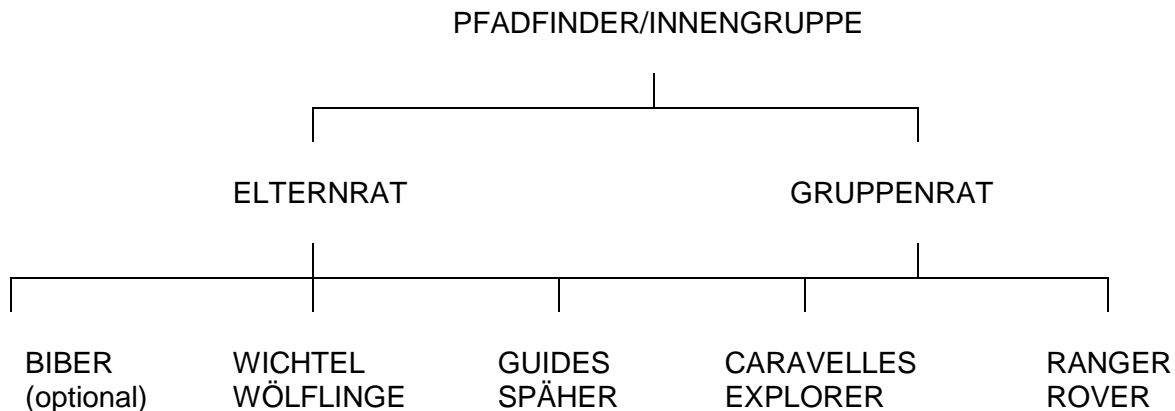 PFADFINDER/INNENGRUPPE
ELTERNRAT GRUPPENRAT
BIBER WICHTEL GUIDES CARAVELLES RANGER
(optional) WÖLFLINGE SPÄHER EXPLORER ROVER